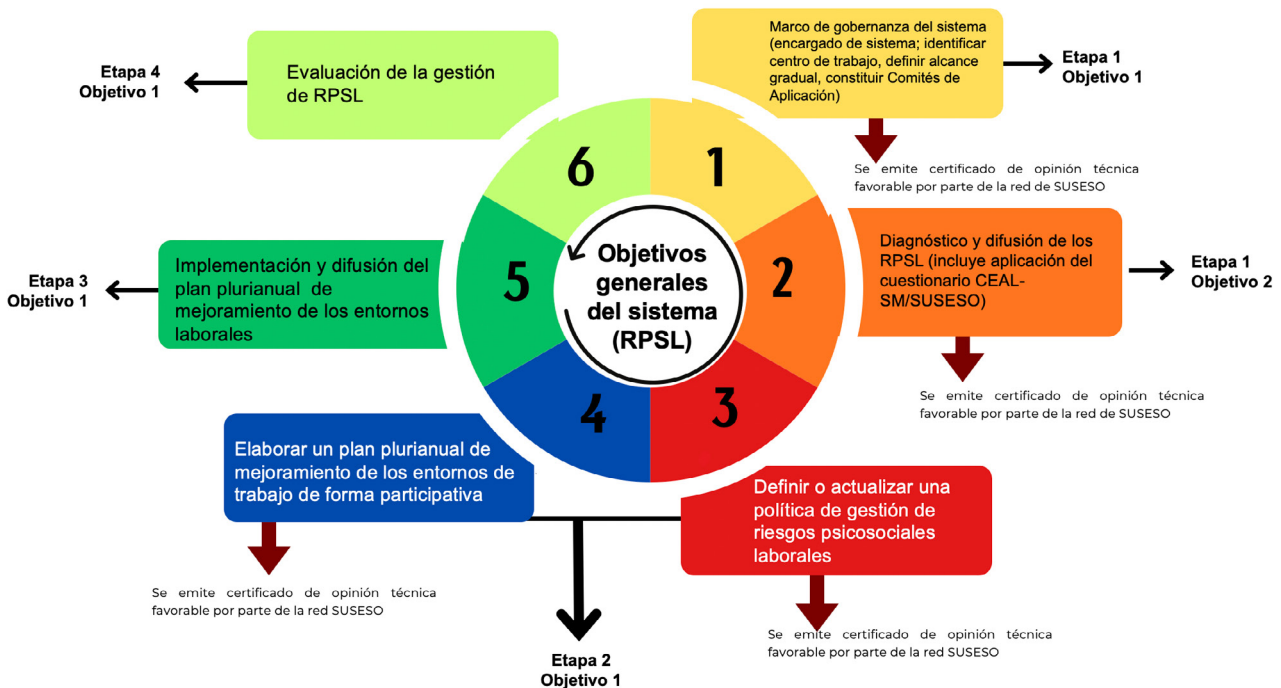 Marco de gobernanza del sistema
(encargado de sistema; identificar
centro de trabajo, definir alcance
gradual, constituir Comités de
Aplicación)
Etapa 1
Objetivo 1
Se emite certificado de opinión técnica
favorable por parte de la red de SUSESO
Diagnóstico y difusión de los
RPSL (incluye aplicación del
cuestionario CEAL-
SM/SUSESO)
Etapa 1
Objetivo 2
Se emite certificado de opinión técnica
favorable por parte de la red de SUSESO
Definir o actualizar una
política de gestión de
riesgos psicosociales
laborales
Se emite certificado de opinión técnica
favorable por parte de la red SUSESO
Elaborar un plan plurianual de
mejoramiento de los entornos de
trabajo de forma participativa
Se emite certificado de opinión técnica
favorable por parte de la red SUSESO
Etapa 2
Objetivo 1
Implementación y difusión del
plan plurianual de
mejoramiento de los entornos
laborales
Etapa 3
Objetivo 1
Evaluación de la gestión
de RPSL
Etapa 4
Objetivo 1
1
2
3
4
5
6
Objetivos
generales
del sistema
(RPSL)